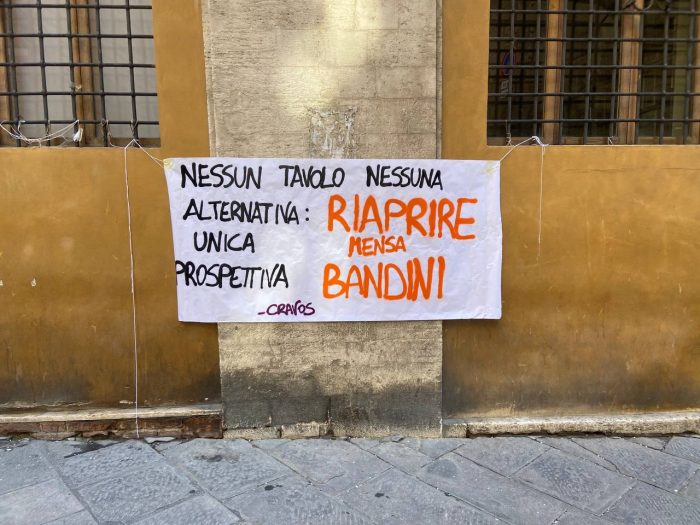 NESSUN TAVOLO NESSUNA
ALTERNATIVA: RIAPRIRE
UNICA MENSA
PROSPETTIVA BANDINI
-CRAVOS